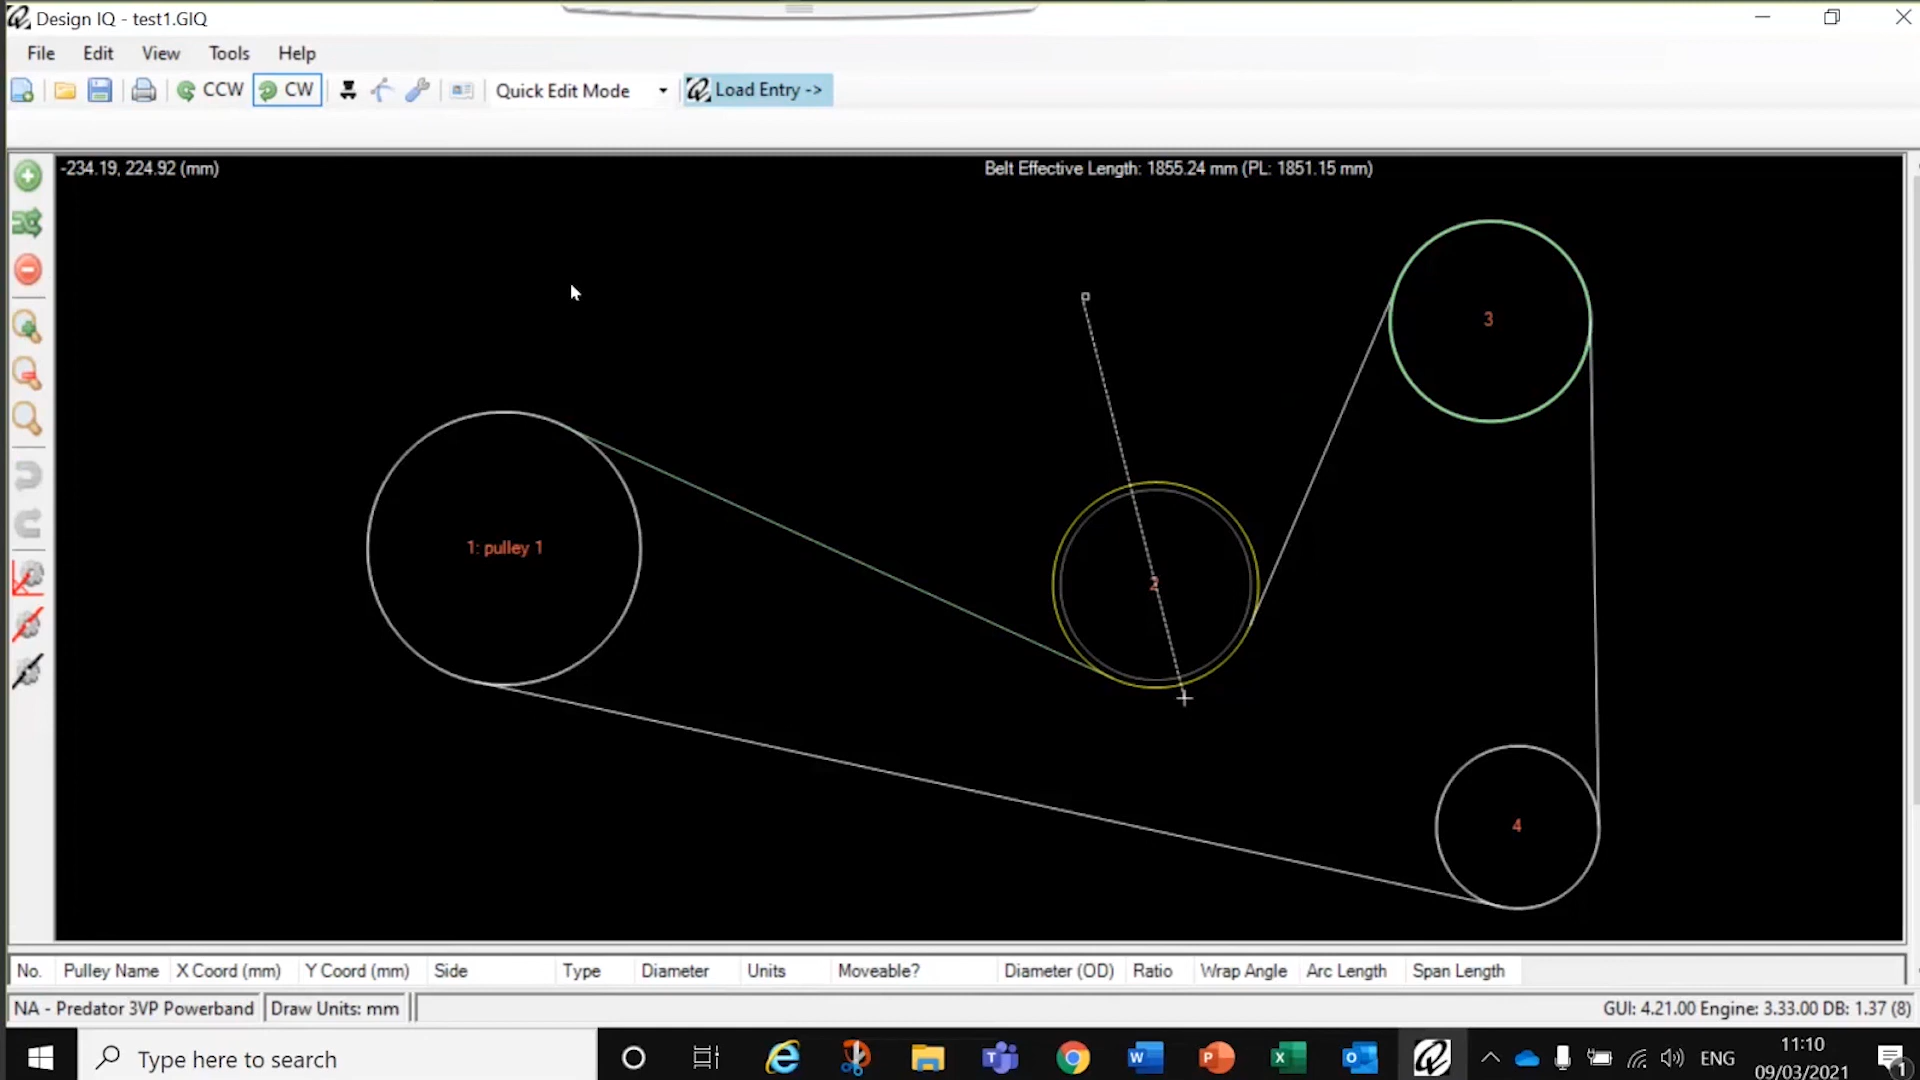 Design IQ - test1.GIQ
File Edit View Tools Help
CCW CW Quick Edit Mode Load Entry ->
-234.19, 224.92 (mm) Belt Effective Length: 1855.24 mm (PL: 1851.15 mm)
3
1: pulley 1
2
4
No. Pulley Name X Coord (mm) Y Coord (mm) Side Type Diameter Units Moveable? Diameter (OD) Ratio Wrap Angle Arc Length Span Length
NA - Predator 3VP Powerband Draw Units: mm GUI: 4.21.00 Engine: 3.33.00 DB: 1.37 (8)
Type here to search ENG 11:10
09/03/2021 1